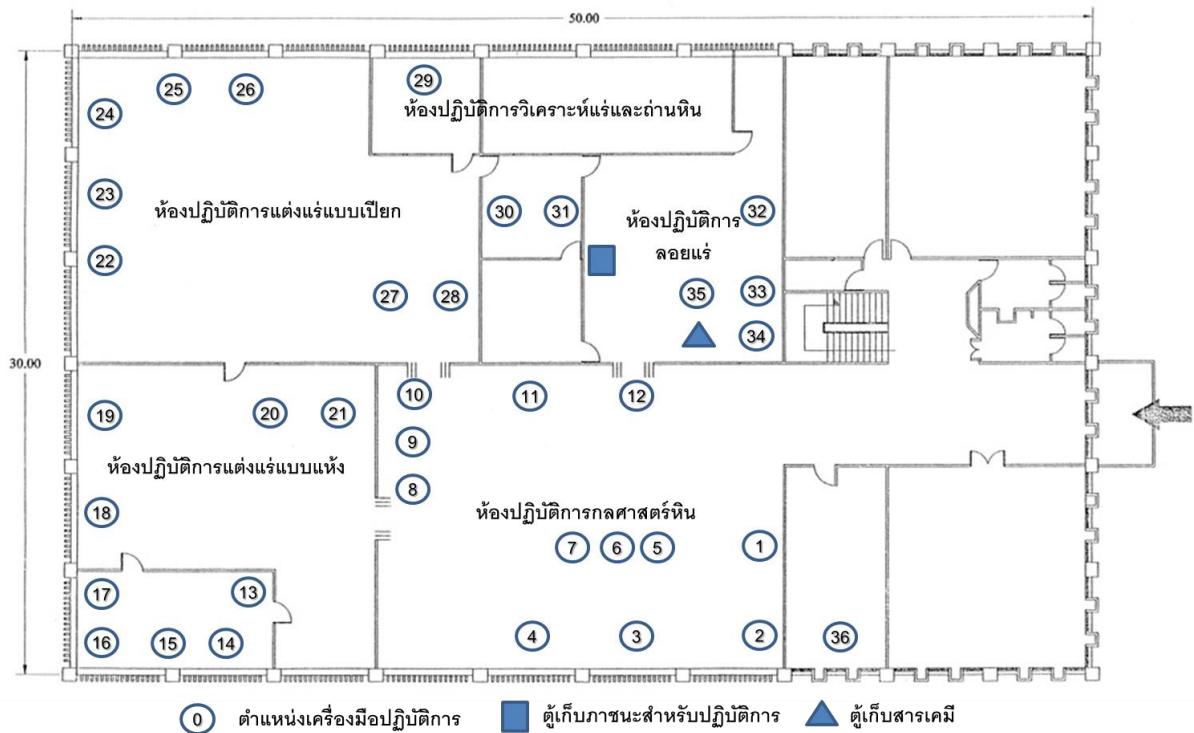 50.00
25 26 29
24 ห้องปฏิบัติการวิเคราะห์แร่และถ่านหิน
23 ห้องปฏิบัติการแต่งแร่แบบเปียก 30 31 ห้องปฏิบัติการ 32
ลอยแร่
22
27 28 35 33
34
30.00
10 11 12
19 20 21
9
ห้องปฏิบัติการแต่งแร่แบบแห้ง
8
18 ห้องปฏิบัติการกลศาสตร์หิน
7 6 5 1
17 13
16 15 14 4 3 2 36
0 ตำแหน่งเครื่องมือปฏิบัติการ ตู้เก็บภาชนะสำหรับปฏิบัติการ ตู้เก็บสารเคมี